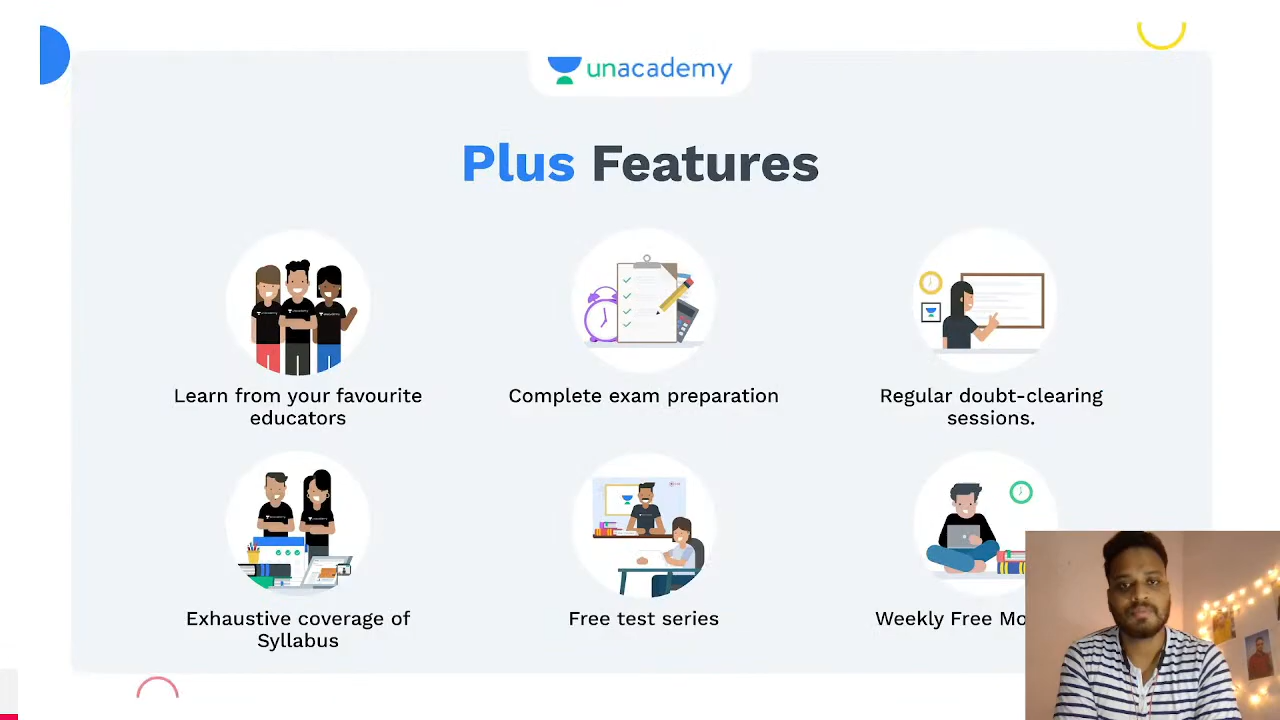 unacademy
Plus Features
Learn from your favourite
educators
Complete exam preparation
Regular doubt-clearing
sessions.
Exhaustive coverage of
Syllabus
Free test series
Weekly Free